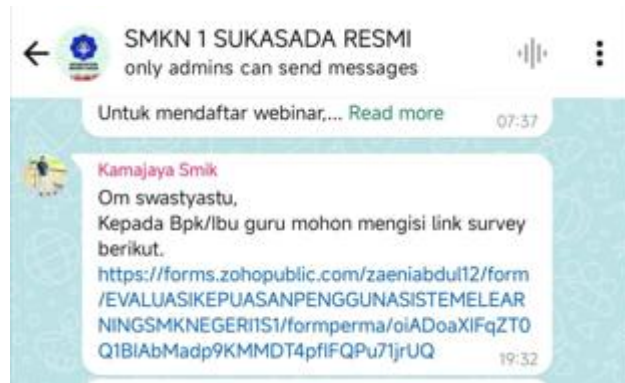 SMKN 1 SUKASADA RESMI
only admins can send messages
Untuk mendaftar webinar,... Read more
07:37
Kamajaya Smik
Om swastyastu,
Kepada Bpk/Ibu guru mohon mengisi link survey
berikut.
https://forms.zohopublic.com/zaeniabdul12/form
/EVALUASIKEPUASANPENGGUNASISTEMELEAR
NINGSMKNEGERI1S1/formperma/oiADoaXlFqZT0
Q1BlAbMadp9KMMDT4pflFQPu71jrUQ
19:32